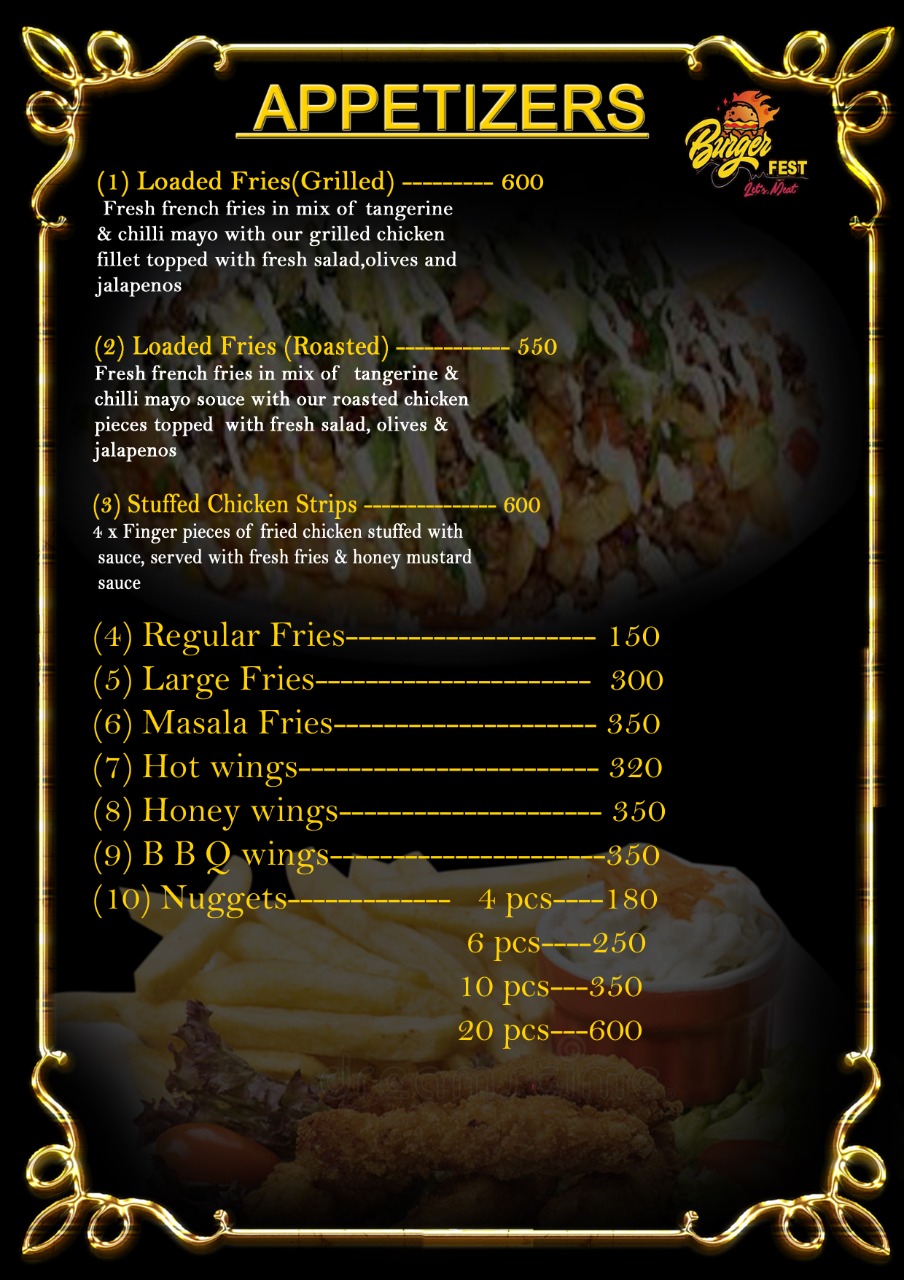 APPETIZERS
Burger
FEST
Let's Meat
(1) Loaded Fries(Grilled) --------- 600
Fresh french fries in mix of tangerine
& chilli mayo with our grilled chicken
fillet topped with fresh salad,olives and
jalapenos
(2) Loaded Fries (Roasted) ----------- 550
Fresh french fries in mix of tangerine &
chilli mayo souce with our roasted chicken
pieces topped with fresh salad, olives &
jalapenos
(3) Stuffed Chicken Strips --------------- 600
4 x Finger pieces of fried chicken stuffed with
sauce, served with fresh fries & honey mustard
sauce
(4) Regular Fries-------------------- 150
(5) Large Fries---------------------- 300
(6) Masala Fries--------------------- 350
(7) Hot wings------------------------ 320
(8) Honey wings--------------------- 350
(9) B B Q wings----------------------350
(10) Nuggets------------- 4 pcs----180
6 pcs----250
10 pcs---350
20 pcs---600
dreamstime